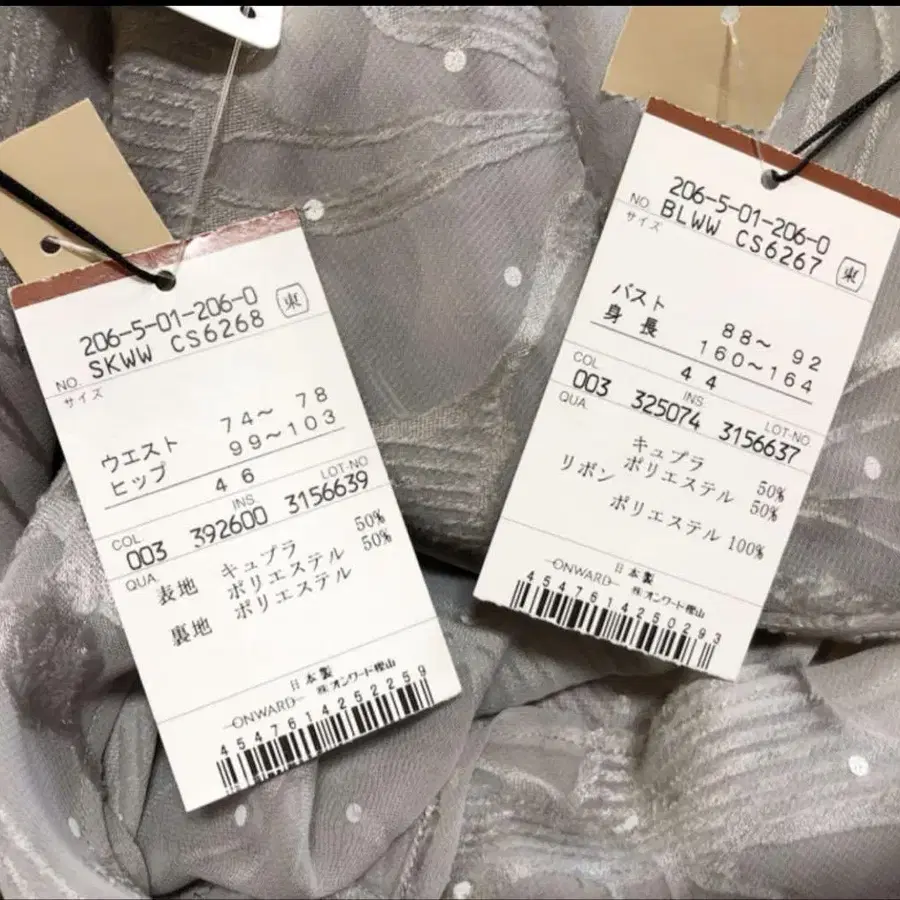 206-5-01-206-0
NO. SKWW CS6268 東
サイズ
ウエスト 74〜 78
ヒップ 99〜103
46
COL INS. LOT-NO
003 392600 3156639
QUA.
表地 キュプラ 50%
ポリエステル 50%
裏地 ポリエステル
日本製
-ONWARD- ㈱オンワード樫山
4547614252259
206-5-01-206-0
NO. BLWW CS6267 東
サイズ
バスト 88〜 92
身長 160〜164
44
COL INS. LOT-NO
003 325074 3156637
QUA.
キュプラ 50%
ポリエステル 50%
リボン
ポリエステル 100%
日本製
-ONWARD- ㈱オンワード樫山
4547614250293